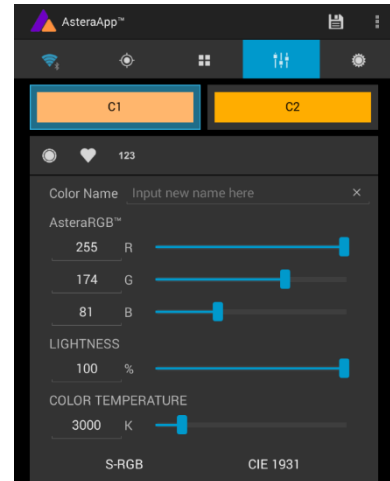 AsteraApp™
C1
C2
123
Color Name Input new name here ×
AsteraRGB™
255 R
174 G
81 B
LIGHTNESS
100 %
COLOR TEMPERATURE
3000 K
S-RGB CIE 1931